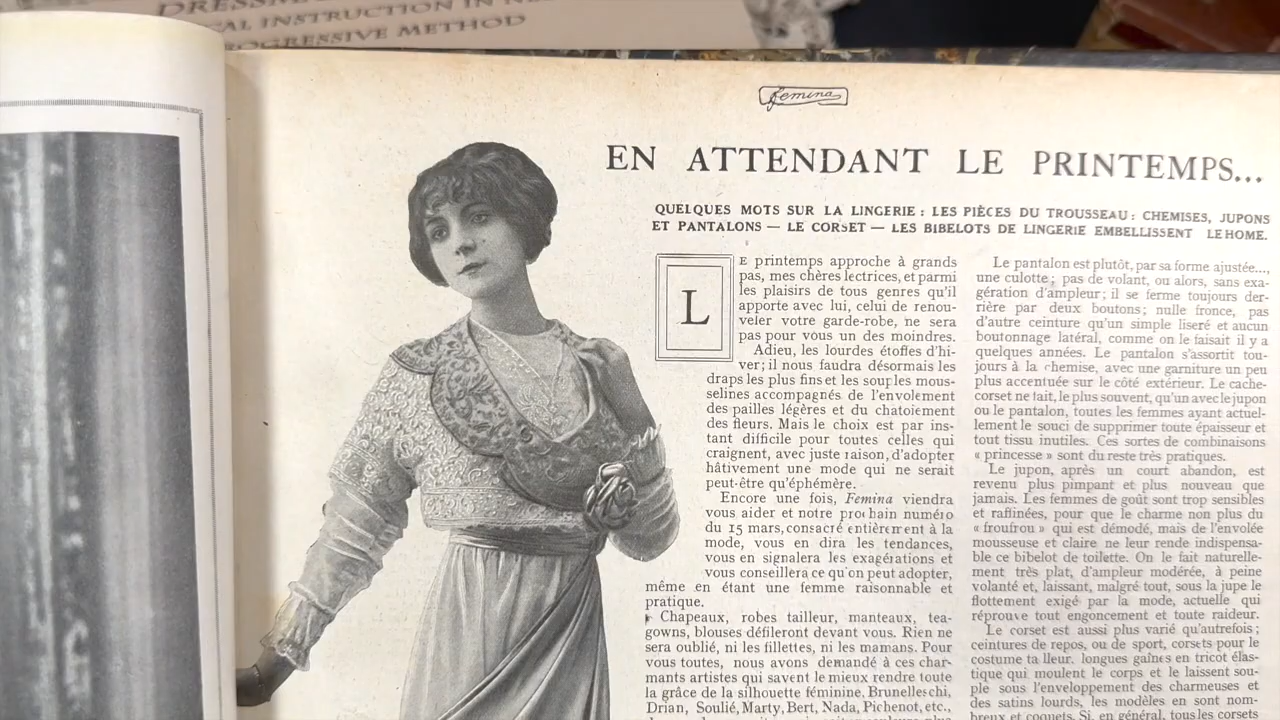 DRESSM
CAL INSTRUCTION IN NE
ROGRESSIVE METHOD
femina
EN ATTENDANT LE PRINTEMPS...
QUELQUES MOTS SUR LA LINGERIE : LES PIÈCES DU TROUSSEAU : CHEMISES, JUPONS
ET PANTALONS — LE CORSET — LES BIBELOTS DE LINGERIE EMBELLISSENT LE HOME.
LE printemps approche à grands
pas, mes chères lectrices, et parmi
les plaisirs de tous genres qu'il
apporte avec lui, celui de renou-
veler votre garde-robe, ne sera
pas pour vous un des moindres.
Adieu, les lourdes étoffes d'hi-
ver; il nous faudra désormais les
draps les plus fins et les souples mous-
selines accompagnés de l'envolement
des pailles légères et du chatoiement
des fleurs. Mais le choix est par ins-
tant difficile pour toutes celles qui
craignent, avec juste raison, d'adopter
hâtivement une mode qui ne serait
peut-être qu'éphémère.
Encore une fois, Femina viendra
vous aider et notre prochain numéro
du 15 mars, consacré entièrement à la
mode, vous en dira les tendances,
vous en signalera les exagérations et
vous conseillera ce qu'on peut adopter,
même en étant une femme raisonnable et
pratique.
Chapeaux, robes tailleur, manteaux, tea-
gowns, blouses défileront devant vous. Rien ne
sera oublié, ni les fillettes, ni les mamans. Pour
vous toutes, nous avons demandé à ces char-
mants artistes qui savent le mieux rendre toute
la grâce de la silhouette féminine, Brunelleschi,
Drian, Soulié, Marty, Bert, Nada, Pichenot, etc.,
Le pantalon est plutôt, par sa forme ajustée...,
une culotte; pas de volant, ou alors, sans exa-
gération d'ampleur; il se ferme toujours der-
rière par deux boutons; nulle fronce, pas
d'autre ceinture qu'un simple liseré et aucun
boutonnage latéral, comme on le faisait il y a
quelques années. Le pantalon s'assortit tou-
jours à la chemise, avec une garniture un peu
plus accentuée sur le côté extérieur. Le cache-
corset ne fait, le plus souvent, qu'un avec le jupon
ou le pantalon, toutes les femmes ayant actuel-
lement le souci de supprimer toute épaisseur et
tout tissu inutiles. Ces sortes de combinaisons
« princesse » sont du reste très pratiques.
Le jupon, après un court abandon, est
revenu plus pimpant et plus nouveau que
jamais. Les femmes de goût sont trop sensibles
et raffinées, pour que le charme non plus du
« froufrou » qui est démodé, mais de l'envolée
mousseuse et claire ne leur rende indispensa-
ble ce bibelot de toilette. On le fait naturelle-
ment très plat, d'ampleur modérée, à peine
volanté et, laissant, malgré tout, sous la jupe le
flottement exigé par la mode, actuelle qui
réprouve tout engoncement et toute raideur.
Le corset est aussi plus varié qu'autrefois;
ceintures de repos, ou de sport, corsets pour le
costume tailleur, longues gaînes en tricot élas-
tique qui moulent le corps et le laissent sou-
ple sous l'enveloppement des charmeuses et
des satins lourds, les modèles en sont nom-
breux et coquets. Si, en général, tous les corsets